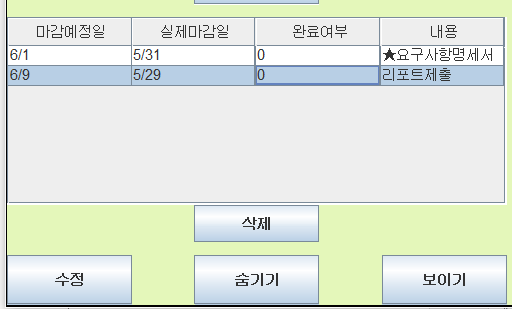 마감예정일 실제마감일 완료여부 내용
6/1 5/31 0 ★요구사항명세서
6/9 5/29 0 리포트제출
삭제
수정 숨기기 보이기